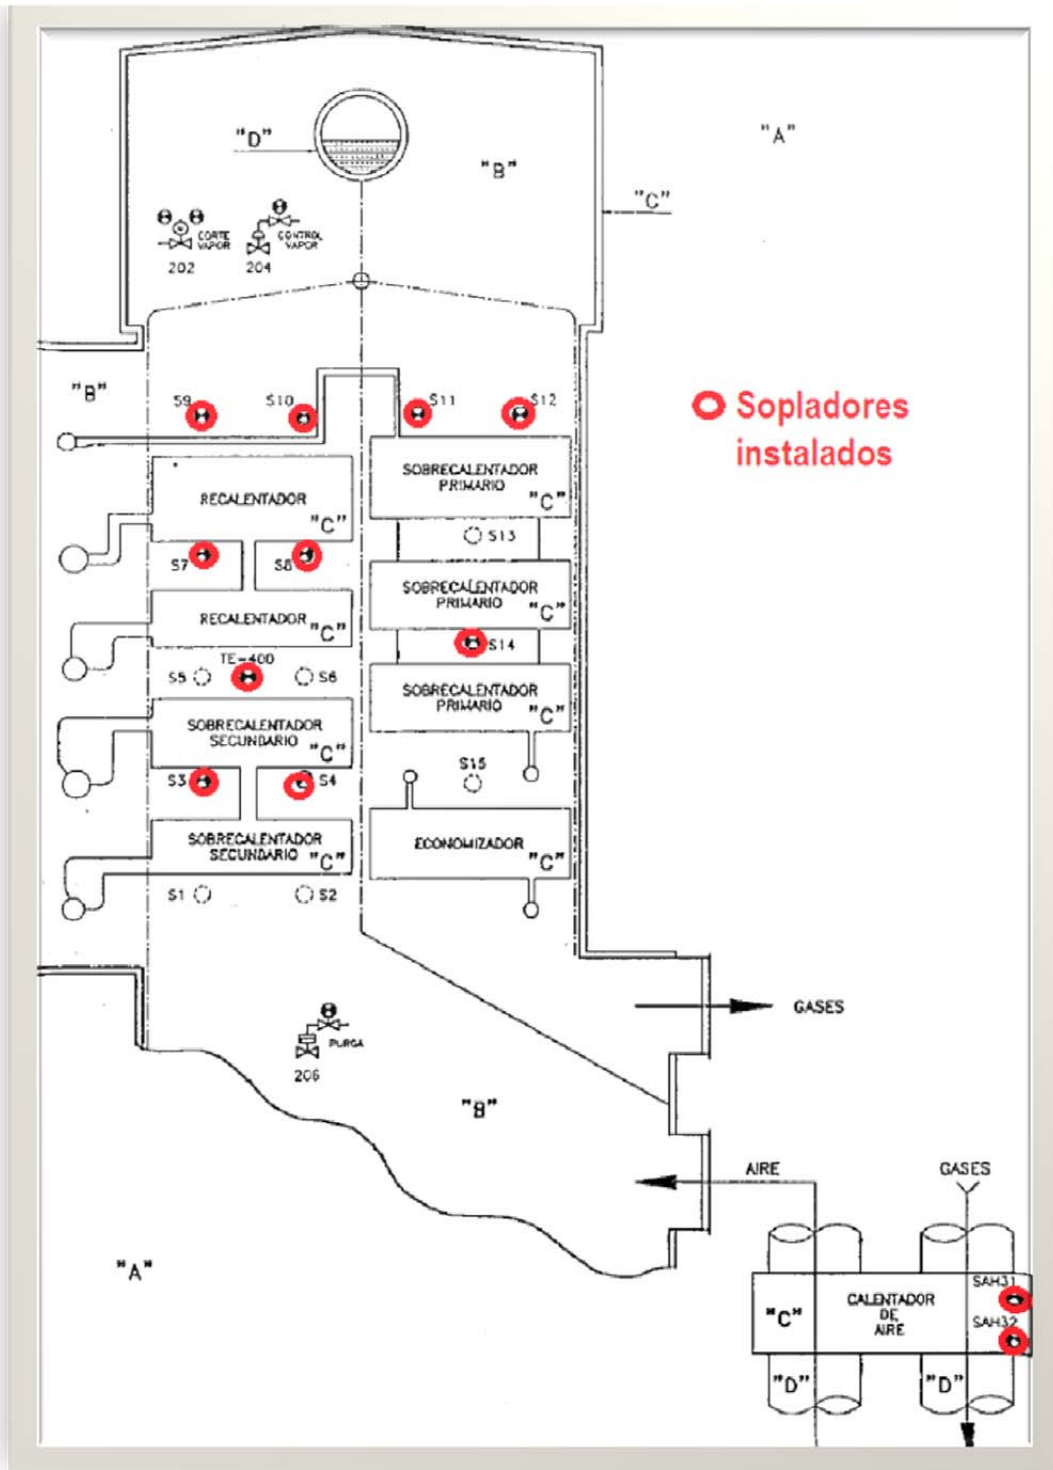 "D"
"A"
"B"
"C"
CORTE
VAPOR
202
CONTROL
VAPOR
204
"B"
S9
S10
S11
S12
Sopladores
instalados
RECALENTADOR
"C"
SOBRECALENTADOR
PRIMARIO
"C"
S13
S7
S8
RECALENTADOR
"C"
SOBRECALENTADOR
PRIMARIO
"C"
S14
TE-400
S5
S6
SOBRECALENTADOR
SECUNDARIO
"C"
SOBRECALENTADOR
PRIMARIO
"C"
S3
S4
S15
SOBRECALENTADOR
SECUNDARIO
"C"
ECONOMIZADOR
"C"
S1
S2
GASES
PURGA
206
"B"
AIRE
GASES
"A"
"C"
CALENTADOR
DE
AIRE
SAH31
SAH32
"D"
"D"